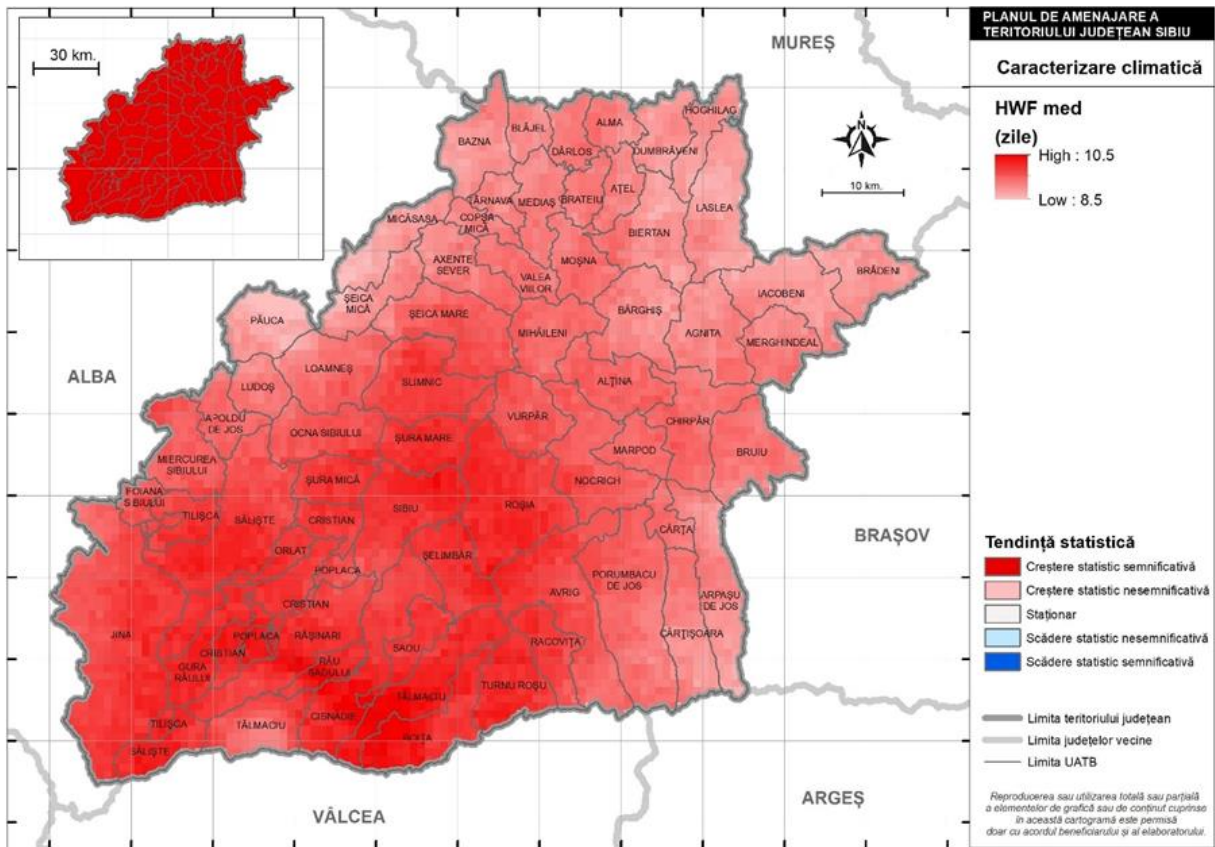 30 km.
MUREȘ
PLANUL DE AMENAJARE A
TERITORIULUI JUDEȚEAN SIBIU
Caracterizare climatică
HWF med
(zile)
High : 10.5
Low : 8.5
N
10 km.
HOGHILAG
ALMA
BLĂJEL
BAZNA
DÂRLOS
DUMBRĂVENI
AȚEL
TÂRNAVA
MEDIAȘ
BRATEIU
LASLEA
MICĂSASA
COPȘA
MICĂ
BIERTAN
AXENTE
SEVER
MOȘNA
BRĂDENI
VALEA
VIILOR
IACOBENI
ȘEICA
MICĂ
BÂRGHIȘ
PĂUCA
ȘEICA MARE
MIHĂILENI
AGNITA
MERGHINDEAL
ALBA
LOAMNEȘ
LUDOȘ
SLIMNIC
ALȚINA
APOLDU
DE JOS
VURPĂR
CHIRPĂR
OCNA SIBIULUI
ȘURA MARE
MARPOD
BRUIU
MIERCUREA
SIBIULUI
ȘURA MICĂ
NOCRICH
POIANA
SIBIULUI
TILIȘCA
SĂLIȘTE
CRISTIAN
SIBIU
ROȘIA
CÂRȚA
BRAȘOV
ORLAT
ȘELIMBĂR
POPLACA
PORUMBACU
DE JOS
AVRIG
ARPAȘU
DE JOS
CRISTIAN
JINA
POPLACA
RĂȘINARI
CÂRȚIȘOARA
CRISTIAN
SADU
RACOVIȚA
GURA
RÂULUI
RÂU
SADULUI
TĂLMACIU
TURNU ROȘU
TILIȘCA
TĂLMACIU
CISNĂDIE
BOIȚA
SĂLIȘTE
VÂLCEA
ARGEȘ
Tendință statistică
Creștere statistic semnificativă
Creștere statistic nesemnificativă
Staționar
Scădere statistic nesemnificativă
Scădere statistic semnificativă
Limita teritoriului județean
Limita județelor vecine
Limita UATB
Reproducerea sau utilizarea totală sau parțială
a elementelor de grafică sau de conținut cuprinse
în această cartogramă este permisă
doar cu acordul beneficiarului și al elaboratorului.